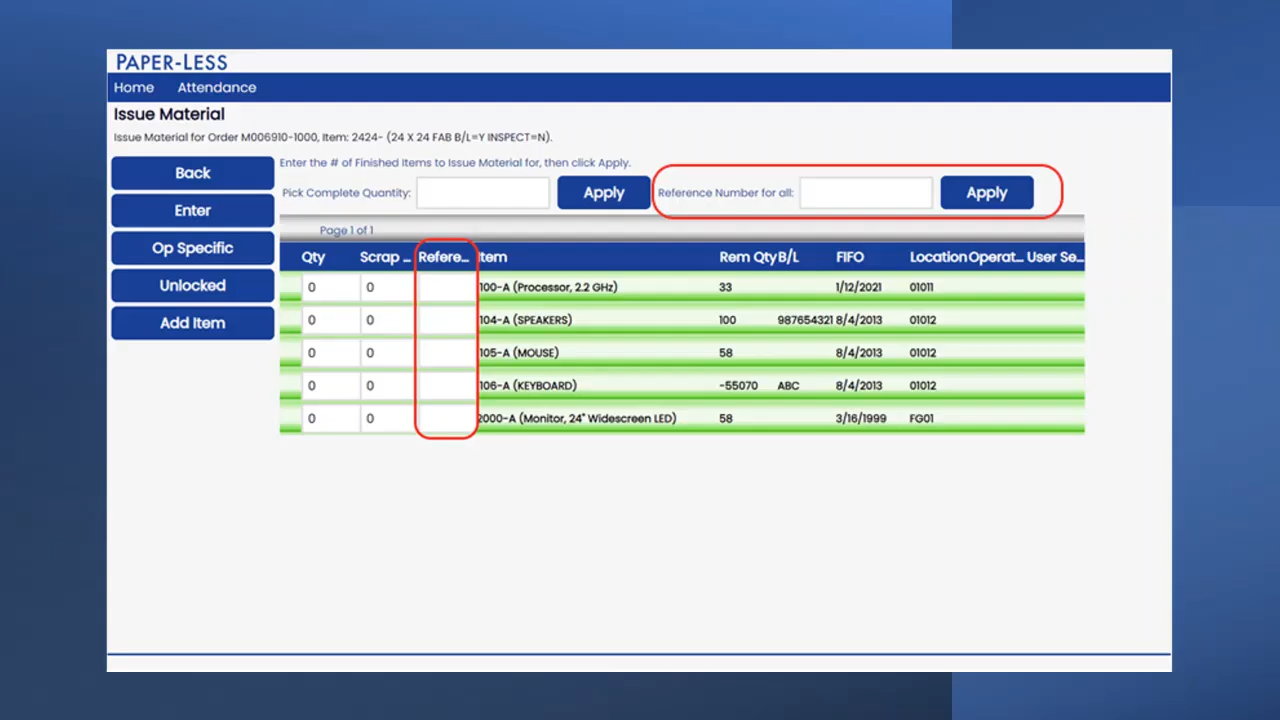 PAPER-LESS
Home Attendance
Issue Material
Issue Material for Order M006910-1000, Item: 2424- (24 X 24 FAB B/L=Y INSPECT=N).
Back
Enter
Op Specific
Unlocked
Add Item
Enter the # of Finished Items to Issue Material for, then click Apply.
Pick Complete Quantity: Apply Reference Number for all: Apply
Page 1 of 1
Qty Scrap ... Refere... Item Rem Qty B/L FIFO Location Operat... User Se...
0 0 100-A (Processor, 2.2 GHz) 33 1/12/2021 01011
0 0 104-A (SPEAKERS) 100 987654321 8/4/2013 01012
0 0 105-A (MOUSE) 58 8/4/2013 01012
0 0 106-A (KEYBOARD) -55070 ABC 8/4/2013 01012
0 0 2000-A (Monitor, 24" Widescreen LED) 58 3/16/1999 FG01